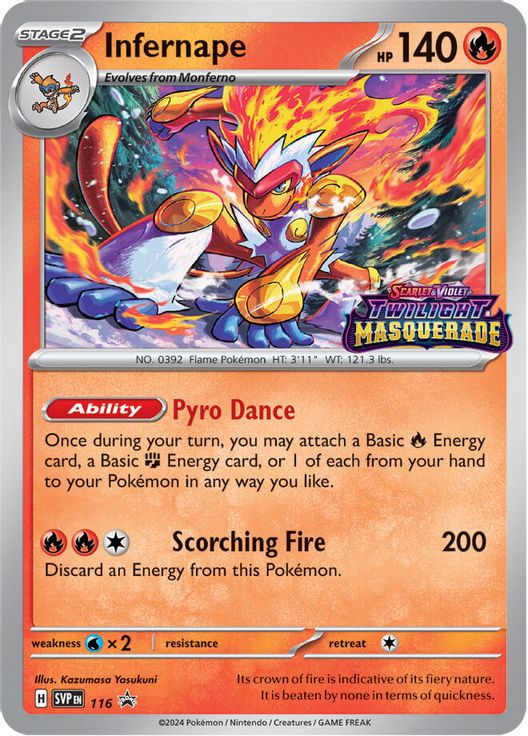 STAGE2
Infernape
HP 140
Evolves from Monferno
SCARLET & VIOLET
TWILIGHT
MASQUERADE
NO. 0392 Flame Pokémon HT: 3'11" WT: 121.3 lbs.
Ability Pyro Dance
Once during your turn, you may attach a Basic Energy
card, a Basic Energy card, or 1 of each from your hand
to your Pokémon in any way you like.
Scorching Fire 200
Discard an Energy from this Pokémon.
weakness ×2 resistance retreat
Illus. Kazumasa Yasukuni
Its crown of fire is indicative of its fiery nature.
It is beaten by none in terms of quickness.
H SVP EN 116 PROMO
©2024 Pokémon / Nintendo / Creatures / GAME FREAK